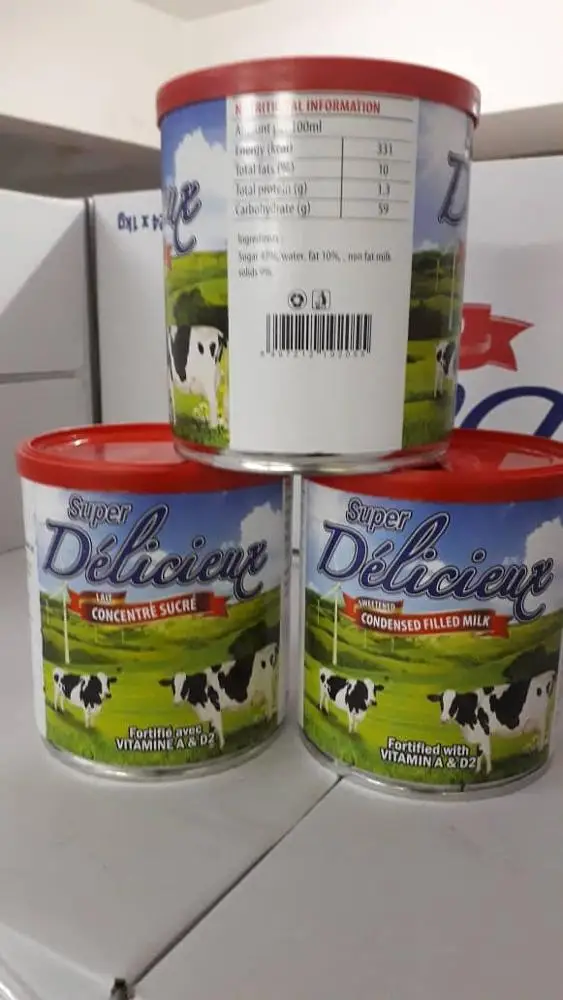 NUTRITIONAL INFORMATION
Amount per 100ml
Energy (kcal) 331
Total fats (%) 10
Total protein (g) 1.3
Carbohydrate (g) 59
Ingredients:
Sugar water, fat 10%, , non fat milk
solids 9%
24 x 1kg
Super
Délicieux
LAIT
CONCENTRÉ SUCRÉ
Fortifié avec
VITAMINE A & D2
Super
Délicieux
SWEETENED
CONDENSED FILLED MILK
Fortified with
VITAMIN A & D2